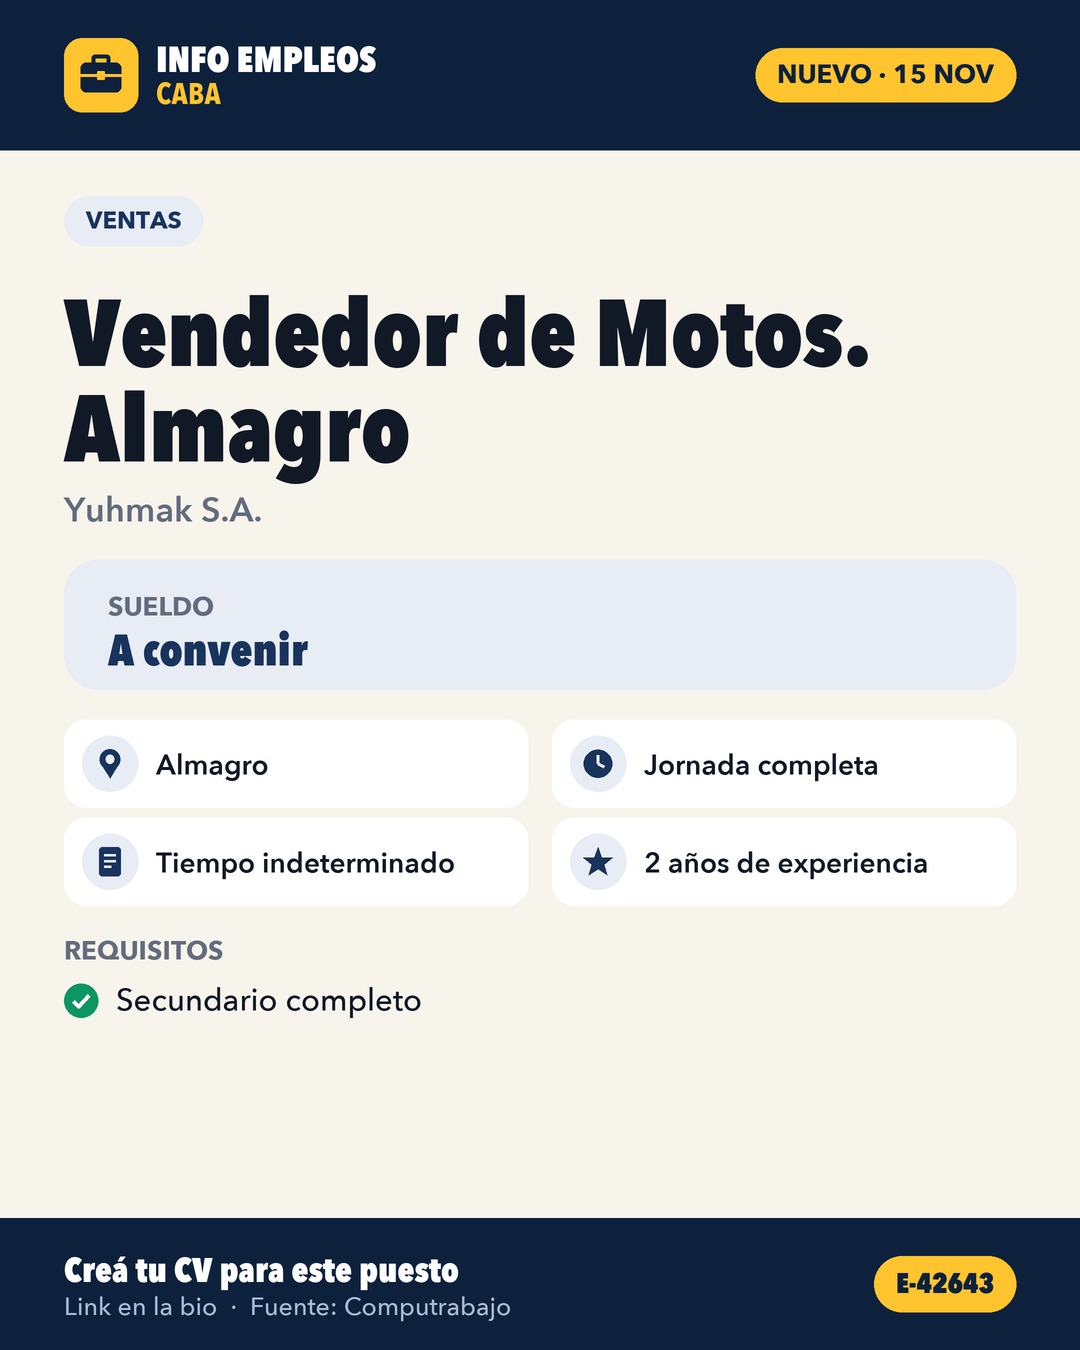 INFO EMPLEOS
CABA
NUEVO · 15 NOV
VENTAS
Vendedor de Motos.
Almagro
Yuhmak S.A.
SUELDO
A convenir
Almagro
Jornada completa
Tiempo indeterminado
2 años de experiencia
REQUISITOS
Secundario completo
Creá tu CV para este puesto
Link en la bio · Fuente: Computrabajo
E-42643